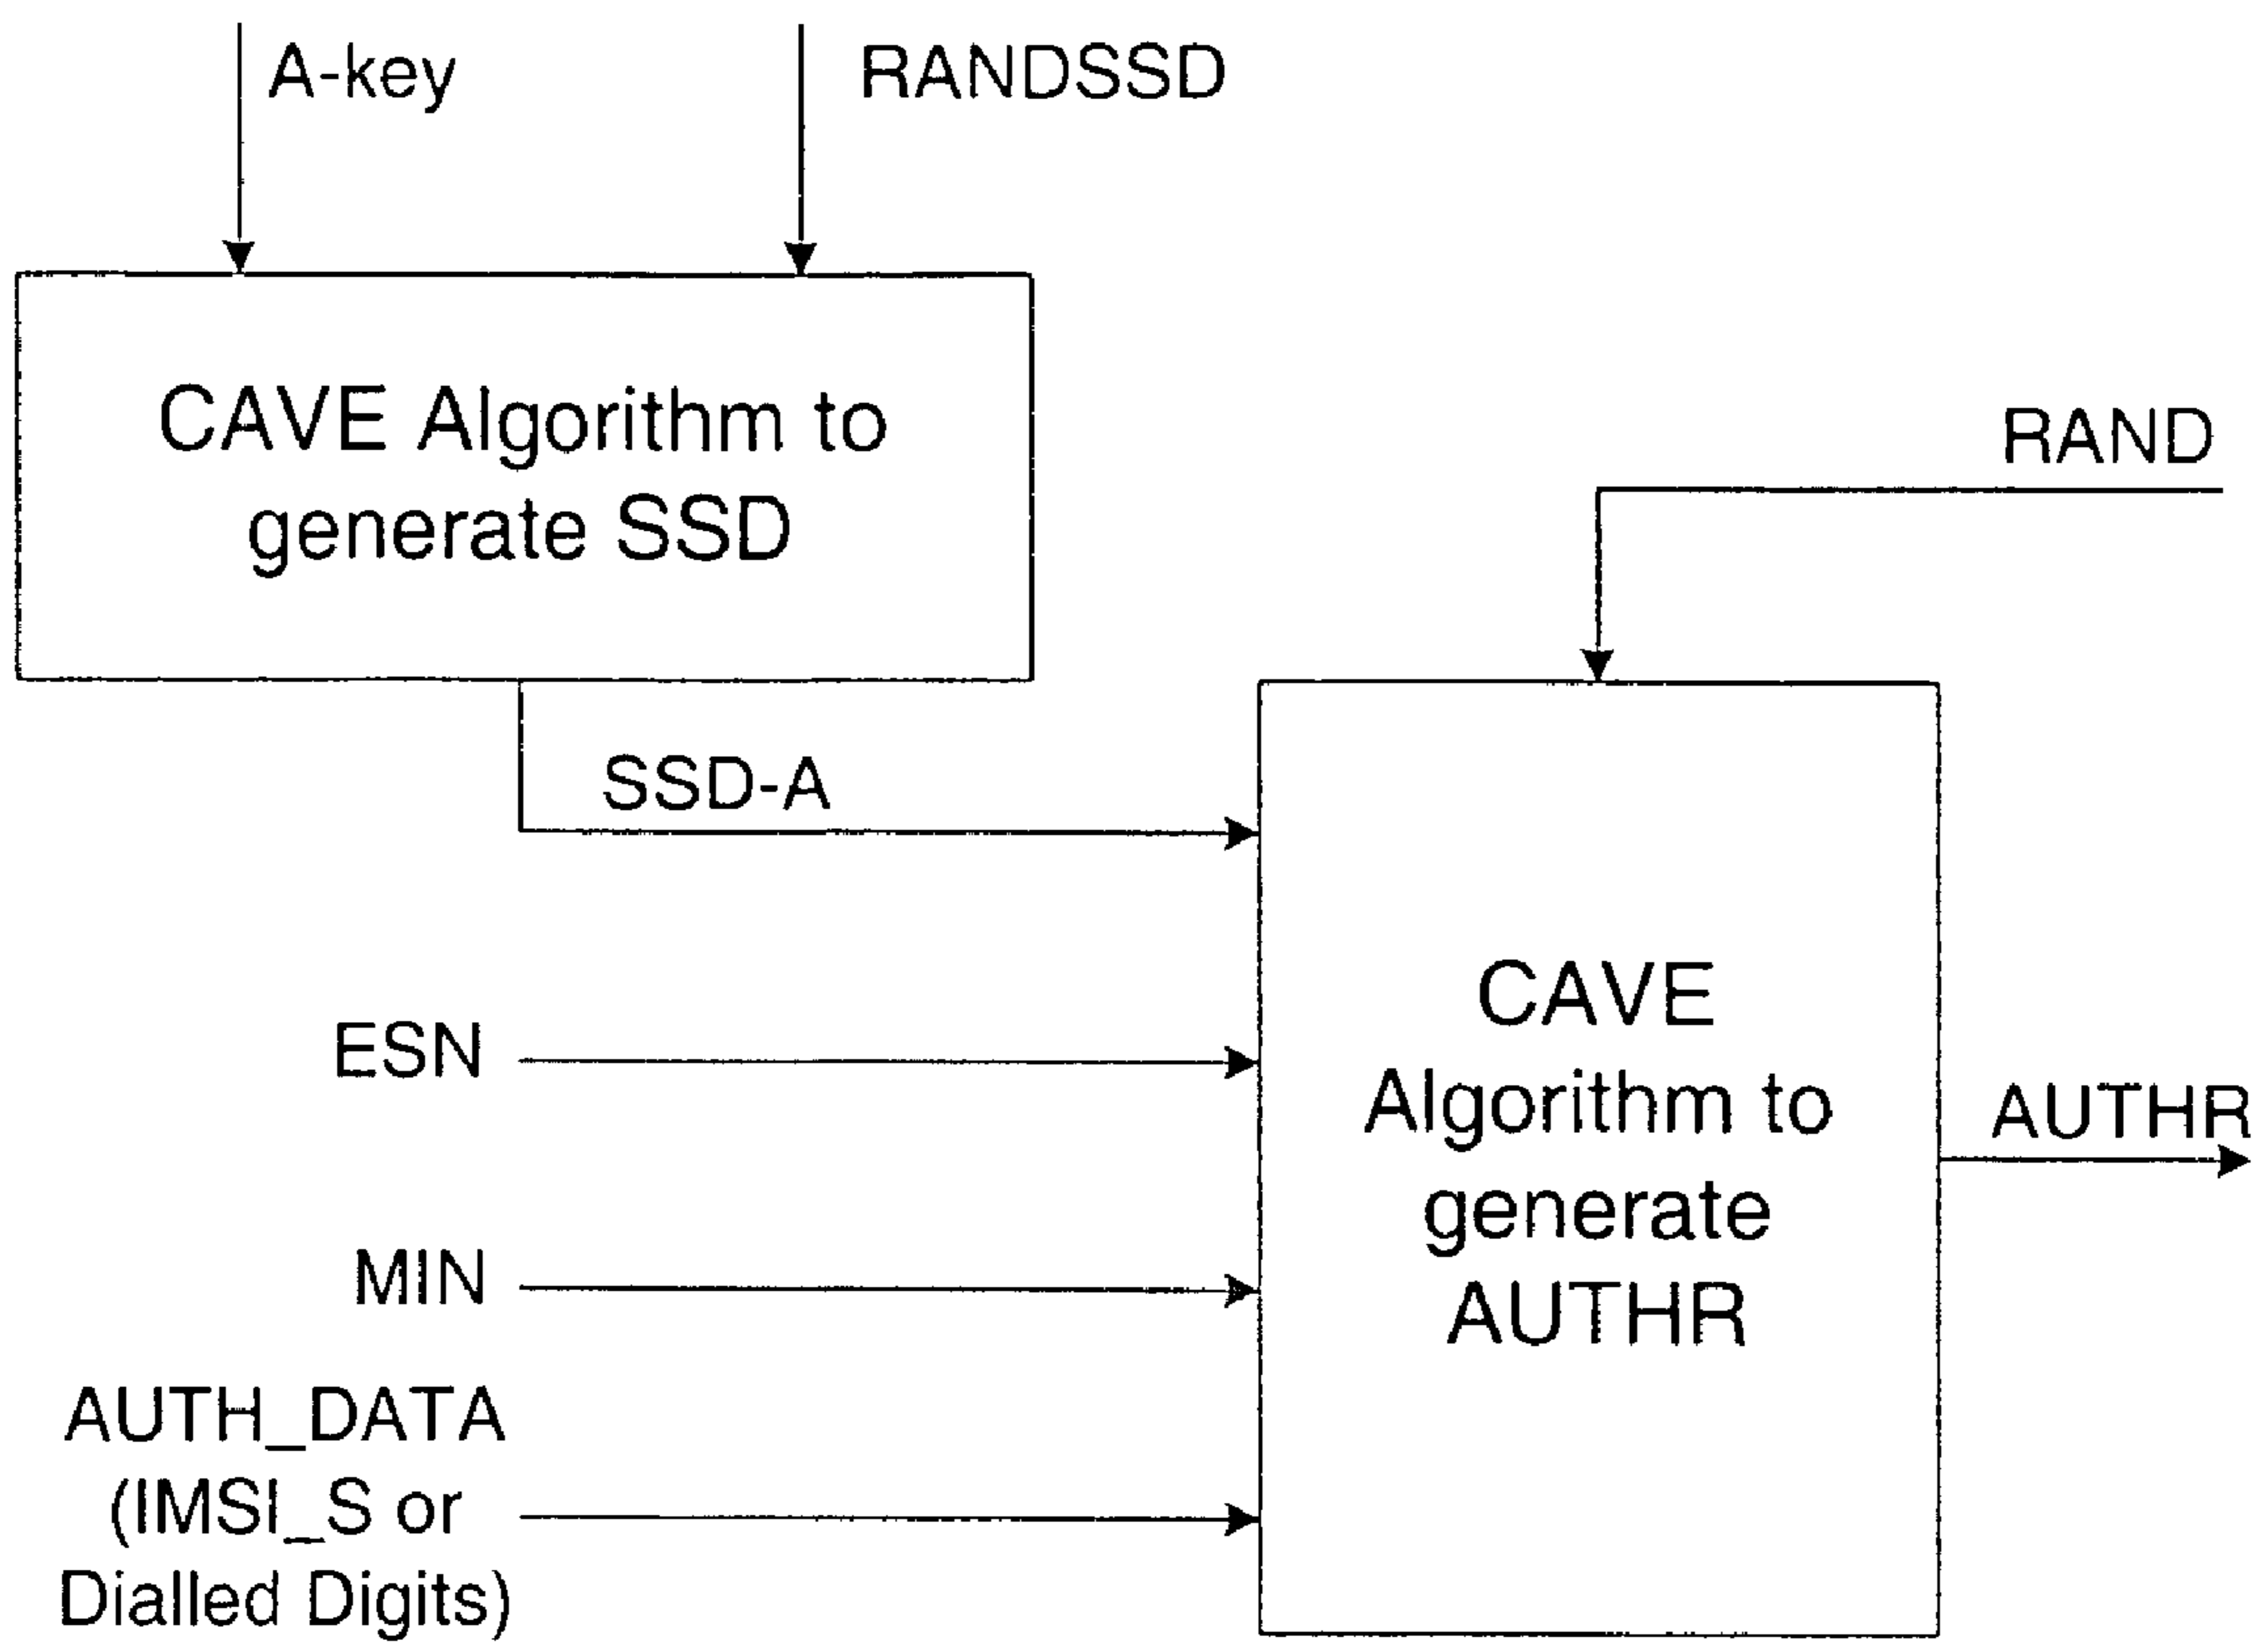 A-key
RANDSSD
CAVE Algorithm to
generate SSD
RAND
SSD-A
ESN
MIN
AUTH_DATA
(IMSI_S or
Dialled Digits)
CAVE
Algorithm to
generate
AUTHR
AUTHR